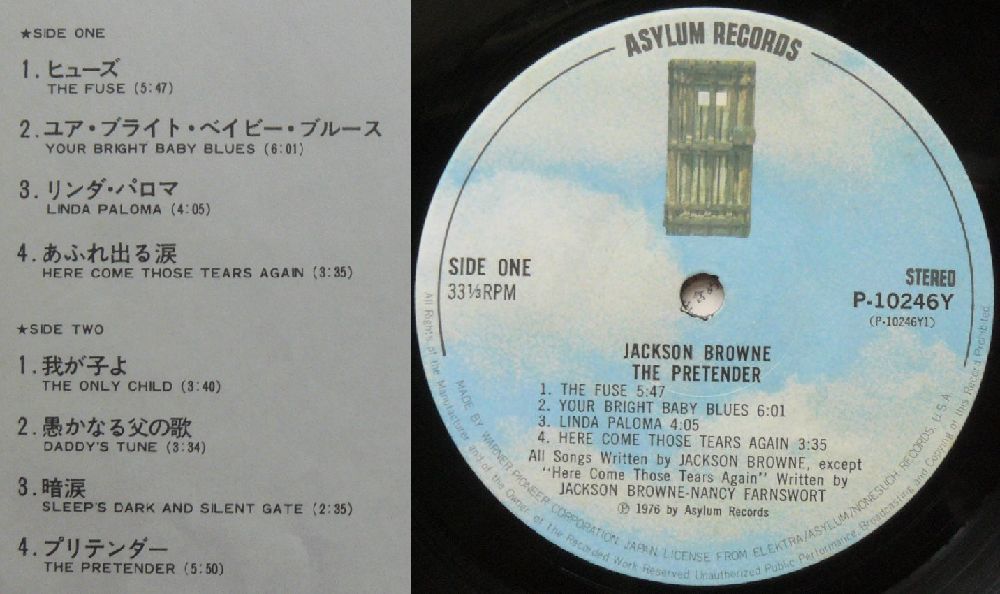 ★SIDE ONE
1.ヒューズ
THE FUSE (5:47)
2.ユア・ブライト・ベイビー・ブルース
YOUR BRIGHT BABY BLUES (6:01)
3.リンダ・パロマ
LINDA PALOMA (4:05)
4.あふれ出る涙
HERE COME THOSE TEARS AGAIN (3:35)
★SIDE TWO
1.我が子よ
THE ONLY CHILD (3:40)
2.愚かなる父の歌
DADDY'S TUNE (3:34)
3.暗涙
SLEEP'S DARK AND SILENT GATE (2:35)
4.プリテンダー
THE PRETENDER (5:50)
ASYLUM RECORDS
SIDE ONE
33⅓RPM
STEREO
P-10246Y
(P-10246Y1)
JACKSON BROWNE
THE PRETENDER
1. THE FUSE 5:47
2. YOUR BRIGHT BABY BLUES 6:01
3. LINDA PALOMA 4:05
4. HERE COME THOSE TEARS AGAIN 3:35
All Songs Written by JACKSON BROWNE, except
"Here Come Those Tears Again" Written by
JACKSON BROWNE-NANCY FARNSWORT
℗ 1976 by Asylum Records
MADE BY WARNER-PIONEER CORPORATION, JAPAN LICENSE FROM ELEKTRA/ASYLUM/NONESUCH RECORDS, U.S.A.
All Rights of the Manufacturer and of the Owner of the Recorded Work Reserved Unauthorized Public Performance, Broadcasting and Copying of this Record Prohibited